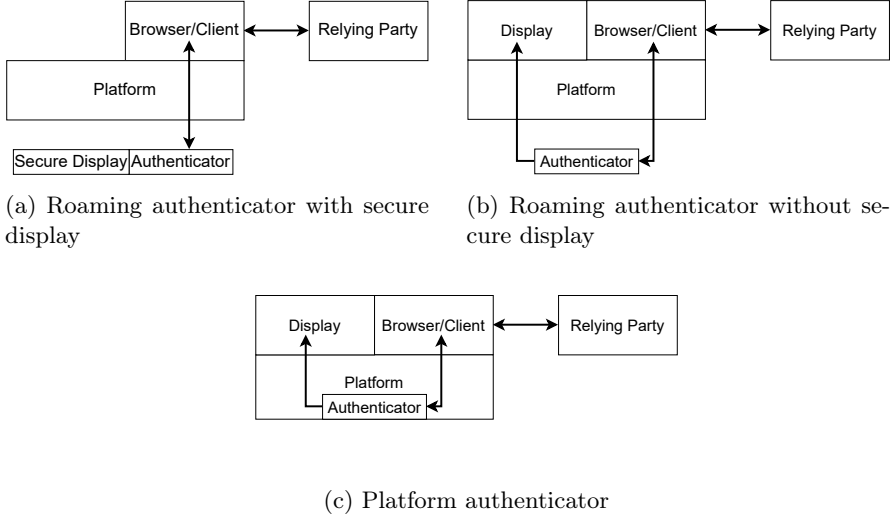 Browser/Client
Relying Party
Platform
Secure Display
Authenticator
(a) Roaming authenticator with secure
display
Display
Browser/Client
Relying Party
Platform
Authenticator
(b) Roaming authenticator without se-
cure display
Display
Browser/Client
Relying Party
Platform
Authenticator
(c) Platform authenticator